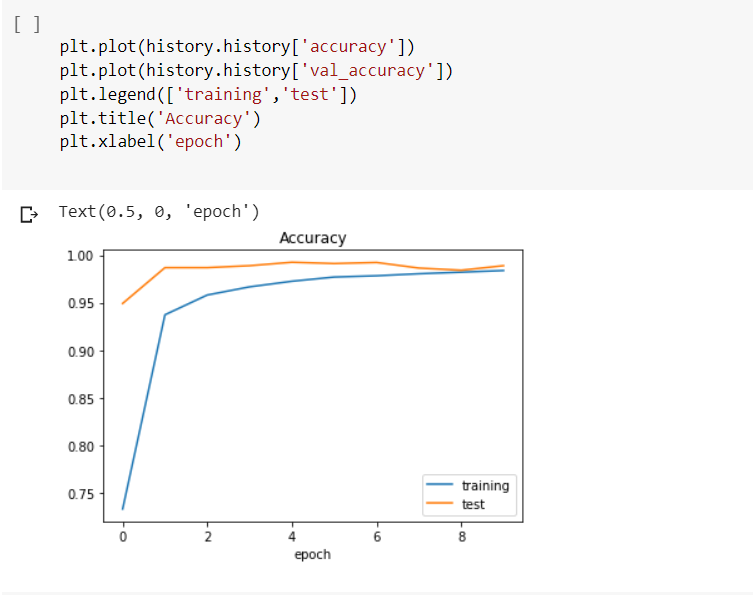 [ ]
plt.plot(history.history['accuracy'])
plt.plot(history.history['val_accuracy'])
plt.legend(['training','test'])
plt.title('Accuracy')
plt.xlabel('epoch')
Text(0.5, 0, 'epoch')
Accuracy
1.00
0.95
0.90
0.85
0.80
0.75
training
test
0 2 4 6 8
epoch